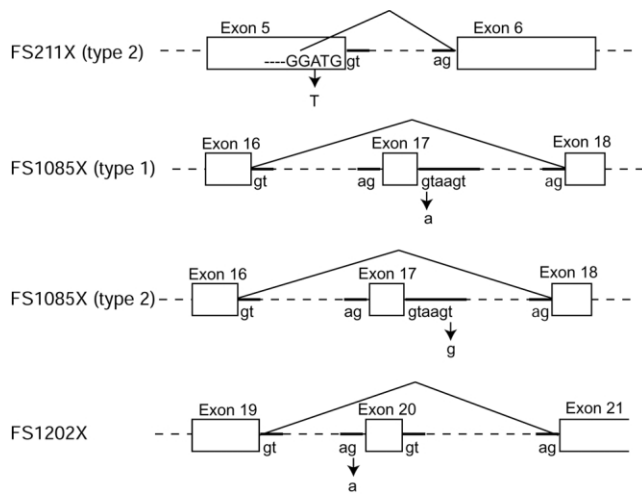 Exon 5 Exon 6
FS211X (type 2)
----GGATG gt ag
T
Exon 16 Exon 17 Exon 18
FS1085X (type 1)
gt ag gtaagt ag
a
Exon 16 Exon 17 Exon 18
FS1085X (type 2)
gt ag gtaagt ag
g
Exon 19 Exon 20 Exon 21
FS1202X
gt ag gt ag
a